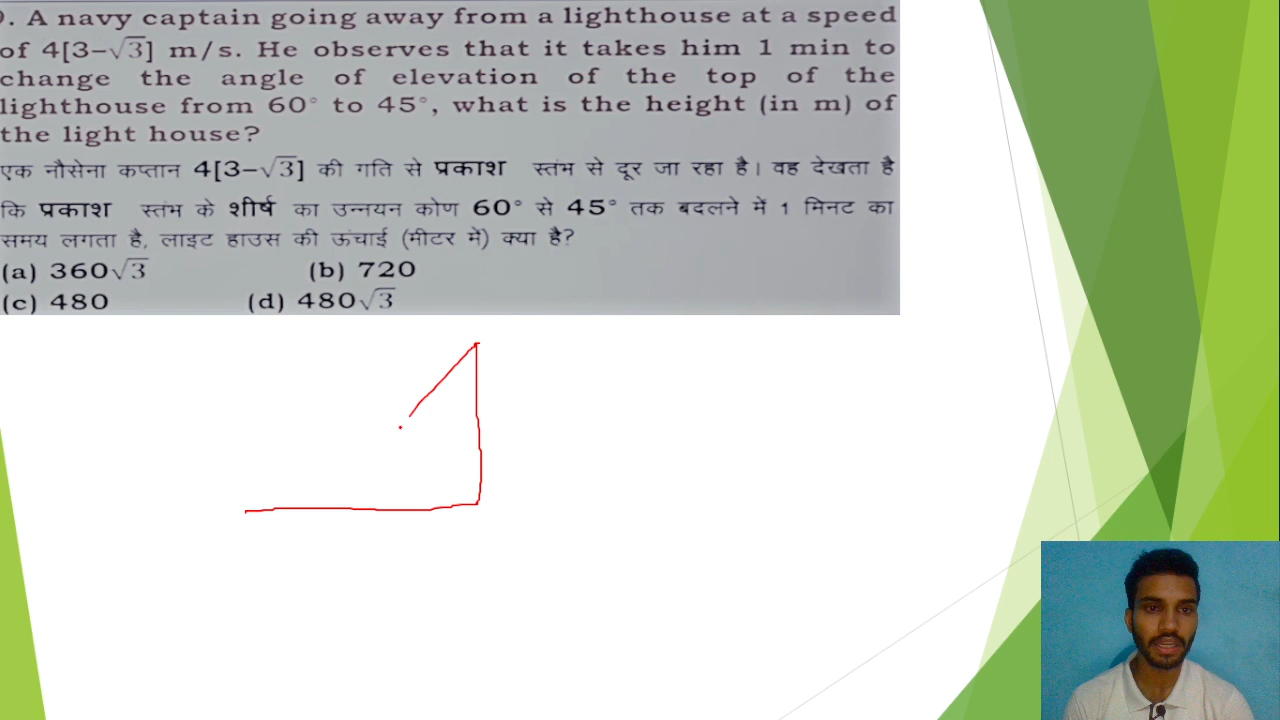 9. A navy captain going away from a lighthouse at a speed
of 4[3−√3] m/s. He observes that it takes him 1 min to
change the angle of elevation of the top of the
lighthouse from 60° to 45°, what is the height (in m) of
the light house?
एक नौसेना कप्तान 4[3−√3] की गति से प्रकाश स्तंभ से दूर जा रहा है। वह देखता है
कि प्रकाश स्तंभ के शीर्ष का उन्नयन कोण 60° से 45° तक बदलने में 1 मिनट का
समय लगता है, लाइट हाउस की ऊंचाई (मीटर में) क्या है?
(a) 360√3 (b) 720
(c) 480 (d) 480√3